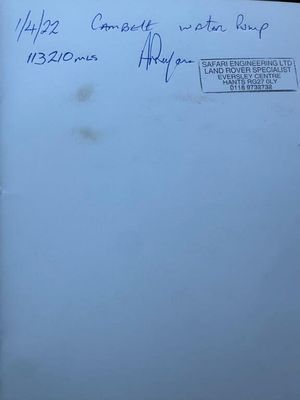 1/4/22 CAMBELT WATER PUMP
113210 MLS
SAFARI ENGINEERING LTD
LAND ROVER SPECIALIST
EVERSLEY CENTRE
HANTS RG27 0LY
0118 9732732